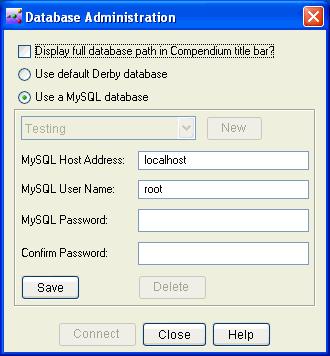 Database Administration
Display full database path in Compendium title bar?
Use default Derby database
Use a MySQL database
Testing New
MySQL Host Address: localhost
MySQL User Name: root
MySQL Password:
Confirm Password:
Save Delete
Connect Close Help